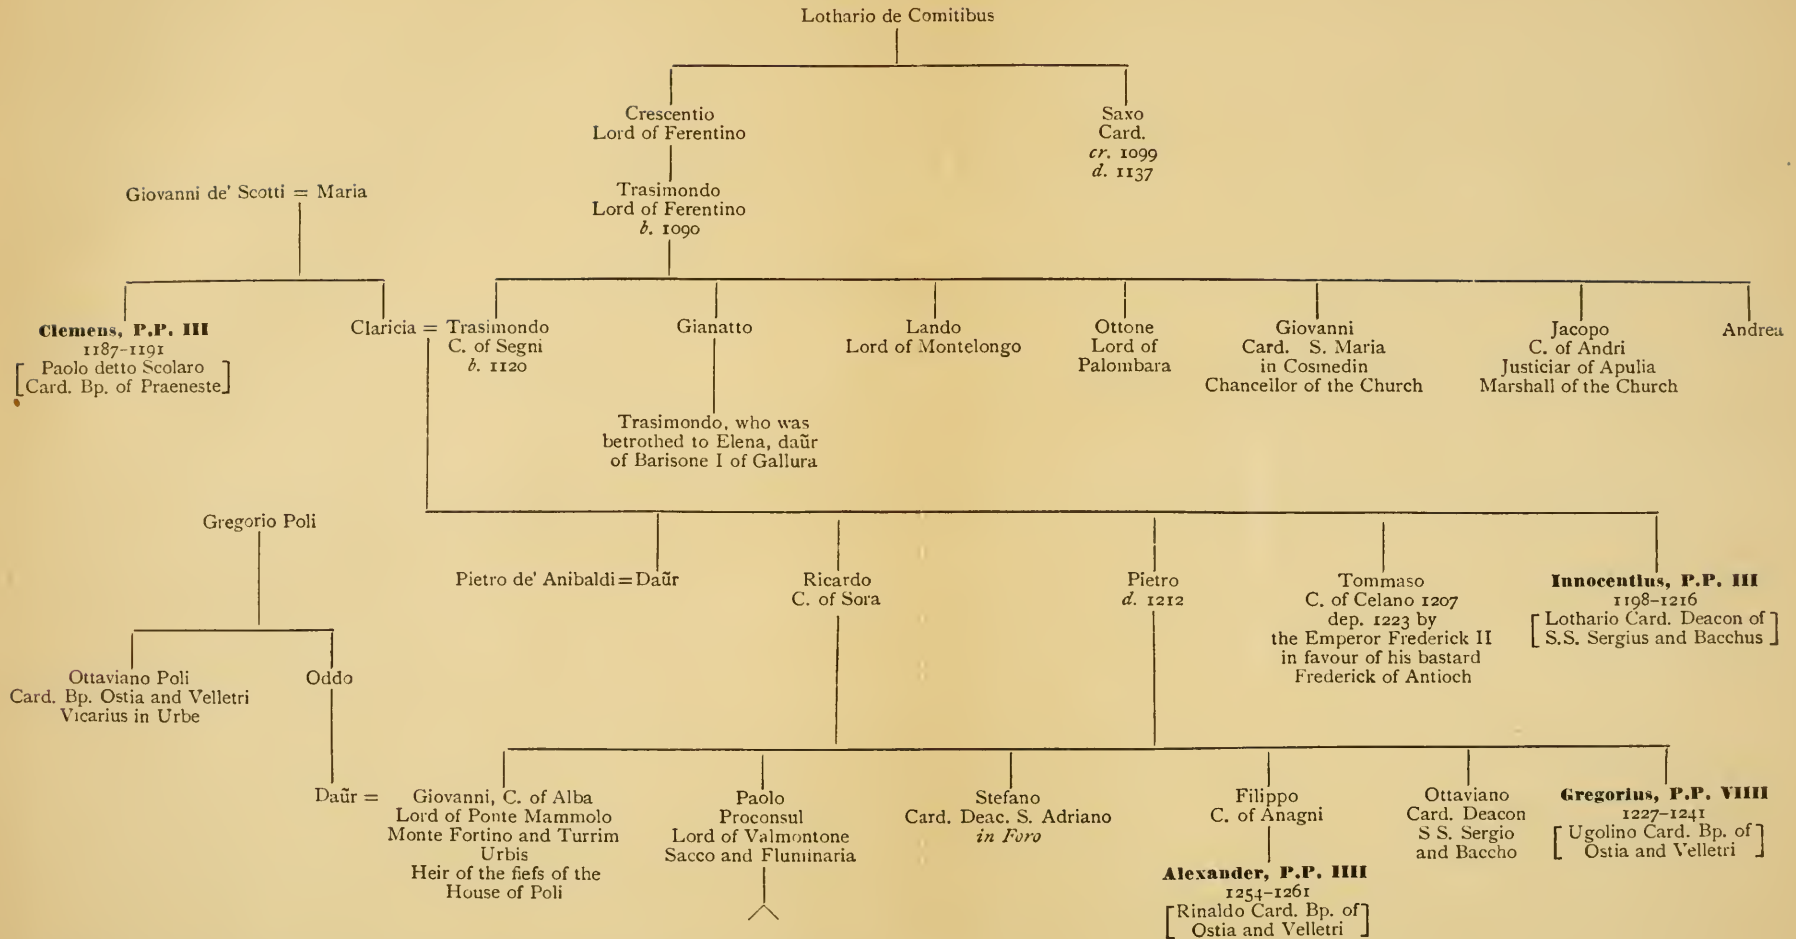 Lothario de Comitibus
Crescentio
Lord of Ferentino
Saxo
Card.
cr. 1099
d. 1137
Giovanni de' Scotti = Maria
Trasimondo
Lord of Ferentino
b. 1090
Clemens, P.P. III
1187-1191
[Paolo detto Scolaro
Card. Bp. of Praeneste]
Claricia = Trasimondo
C. of Segni
b. 1120
Gianatto
Lando
Lord of Montelongo
Ottone
Lord of
Palombara
Giovanni
Card. S. Maria
in Cosmedin
Chancellor of the Church
Jacopo
C. of Andri
Justiciar of Apulia
Marshall of the Church
Andrea
Trasimondo, who was
betrothed to Elena, daũr
of Barisone I of Gallura
Gregorio Poli
Pietro de' Anibaldi = Daũr
Ricardo
C. of Sora
Pietro
d. 1212
Tommaso
C. of Celano 1207
dep. 1223 by
the Emperor Frederick II
in favour of his bastard
Frederick of Antioch
Innocentius, P.P. III
1198-1216
[Lothario Card. Deacon of
S.S. Sergius and Bacchus]
Ottaviano Poli
Card. Bp. Ostia and Velletri
Vicarius in Urbe
Oddo
Daũr =
Giovanni, C. of Alba
Lord of Ponte Mammolo
Monte Fortino and Turrim
Urbis
Heir of the fiefs of the
House of Poli
Paolo
Proconsul
Lord of Valmontone
Sacco and Fluminaria
Stefano
Card. Deac. S. Adriano
in Foro
Filippo
C. of Anagni
Ottaviano
Card. Deacon
S S. Sergio
and Baccho
Gregorius, P.P. VIIII
1227-1241
[Ugolino Card. Bp. of
Ostia and Velletri]
Alexander, P.P. IIII
1254-1261
[Rinaldo Card. Bp. of
Ostia and Velletri]